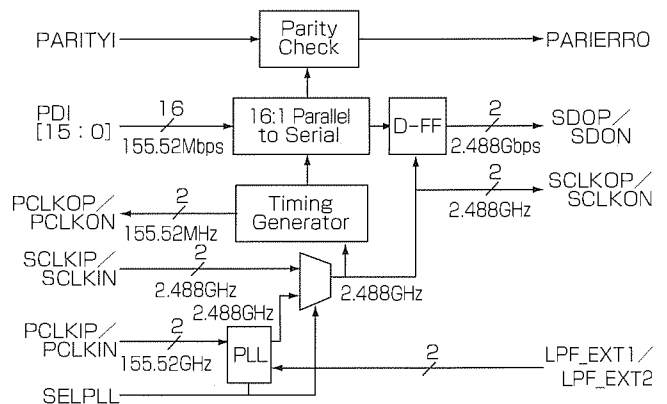 PARITYI
Parity
Check
PARIERRO
PDI
[15 : 0]
16
155.52Mbps
16:1 Parallel
to Serial
D-FF
2
2.488Gbps
SDOP/
SDON
2
2.488GHz
SCLKOP/
SCLKON
PCLKOP/
PCLKON
2
155.52MHz
Timing
Generator
SCLKIP/
SCLKIN
2
2.488GHz
2.488GHz
2.488GHz
PCLKIP/
PCLKIN
2
155.52GHz
PLL
2
LPF_EXT1/
LPF_EXT2
SELPLL